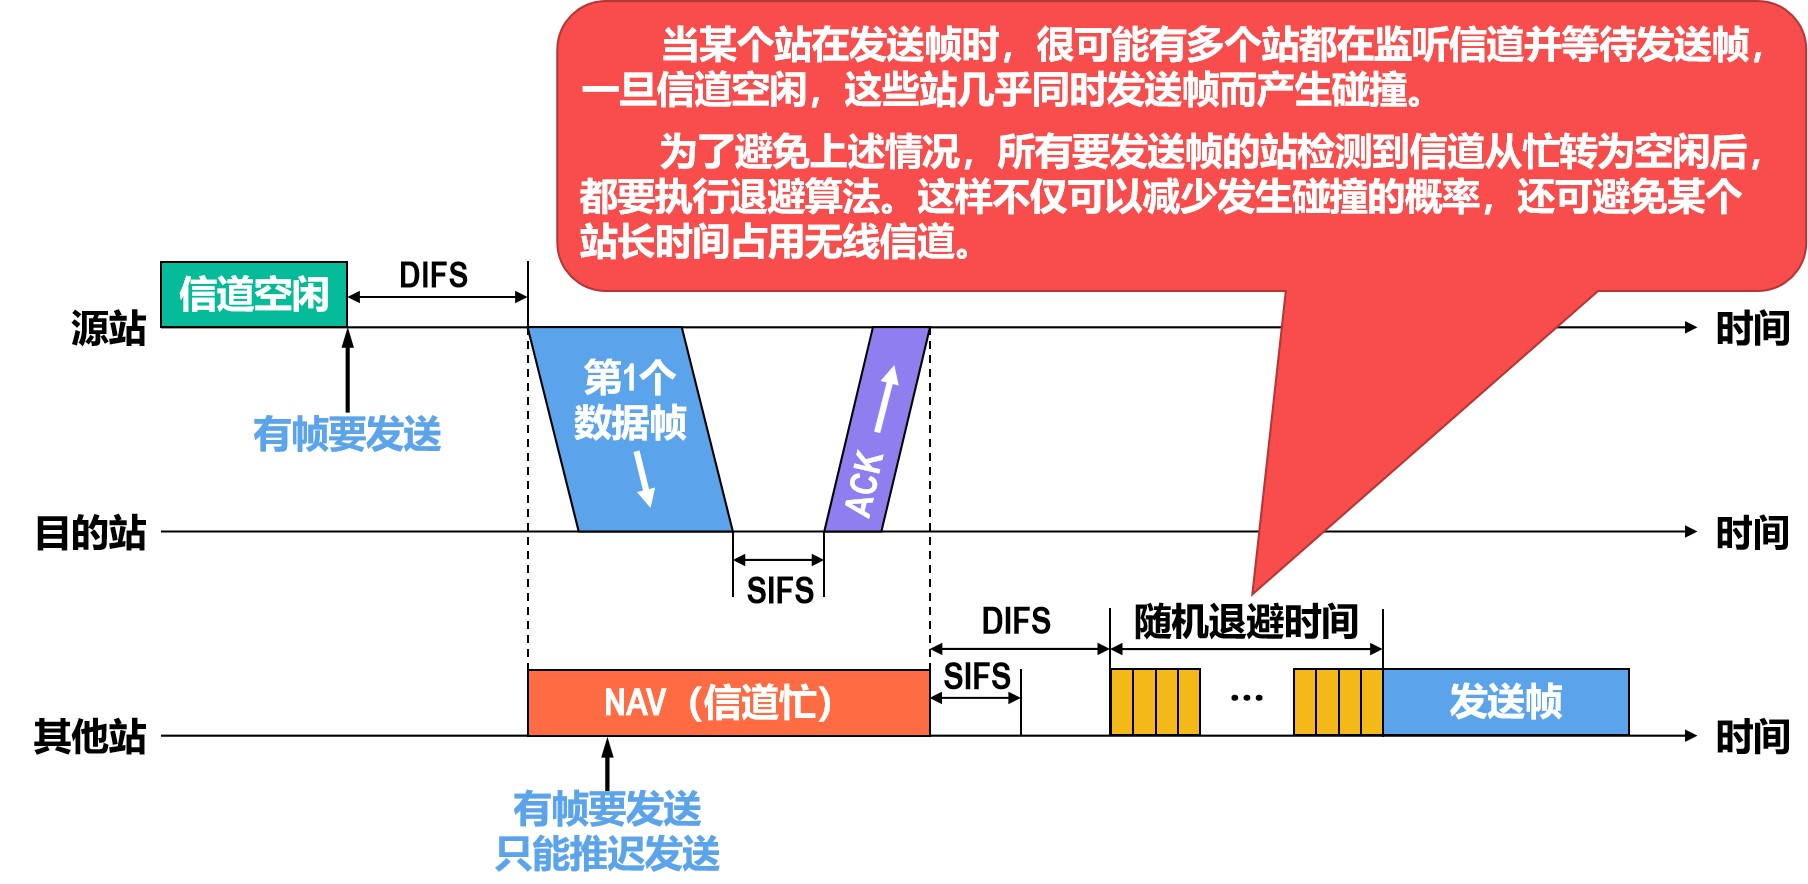 当某个站在发送帧时，很可能有多个站都在监听信道并等待发送帧，
一旦信道空闲，这些站几乎同时发送帧而产生碰撞。
为了避免上述情况，所有要发送帧的站检测到信道从忙转为空闲后，
都要执行退避算法。这样不仅可以减少发生碰撞的概率，还可避免某个
站长时间占用无线信道。
信道空闲
DIFS
源站
时间
有帧要发送
第1个
数据帧
ACK
目的站
时间
SIFS
DIFS
随机退避时间
SIFS
NAV（信道忙）
…
发送帧
其他站
时间
有帧要发送
只能推迟发送